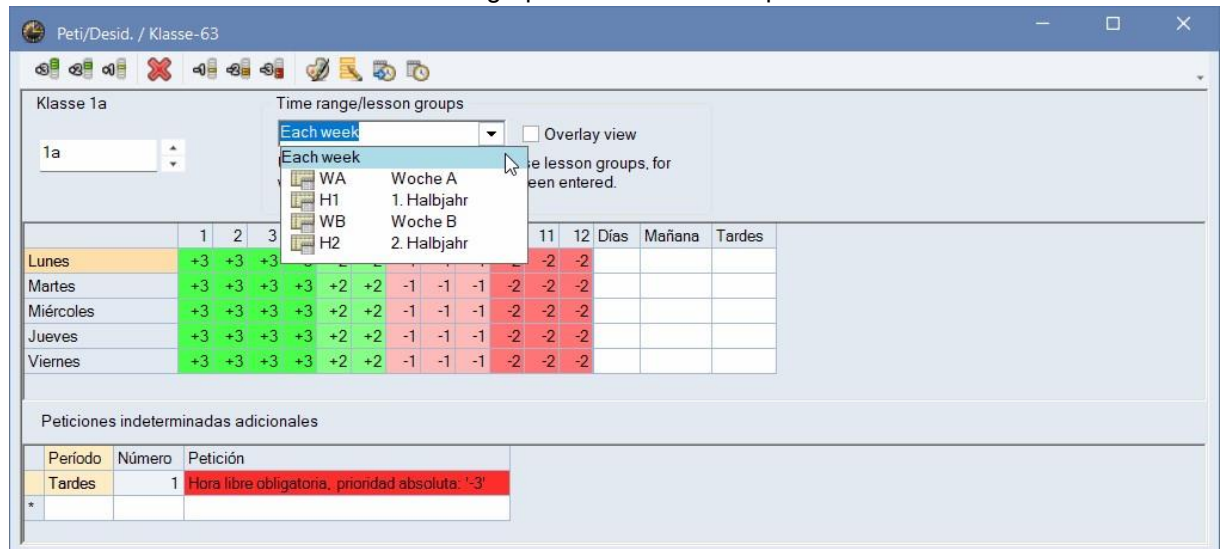 Peti/Desid. / Klasse-63
Klasse 1a
Time range/lesson groups
Each week
Overlay view
1a
Each week
se lesson groups, for
WA Woche A
een entered.
H1 1. Halbjahr
WB Woche B
H2 2. Halbjahr
1 2 3 11 12 Días Mañana Tardes
Lunes +3 +3 +3 -2 -2
Martes +3 +3 +3 +3 +2 +2 -1 -1 -1 -2 -2 -2
Miércoles +3 +3 +3 +3 +2 +2 -1 -1 -1 -2 -2 -2
Jueves +3 +3 +3 +3 +2 +2 -1 -1 -1 -2 -2 -2
Viernes +3 +3 +3 +3 +2 +2 -1 -1 -1 -2 -2 -2
Peticiones indeterminadas adicionales
Período Número Petición
Tardes 1 Hora libre obligatoria, prioridad absoluta: '-3'
*